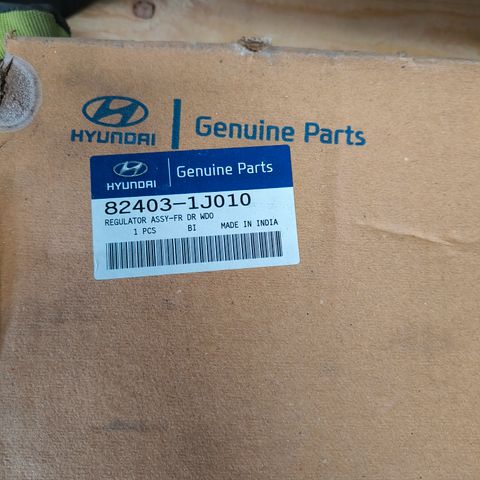 HYUNDAI
Genuine Parts
HYUNDAI
Genuine Parts
82403-1J010
REGULATOR ASSY-FR DR WDO
1 PCS BI MADE IN INDIA